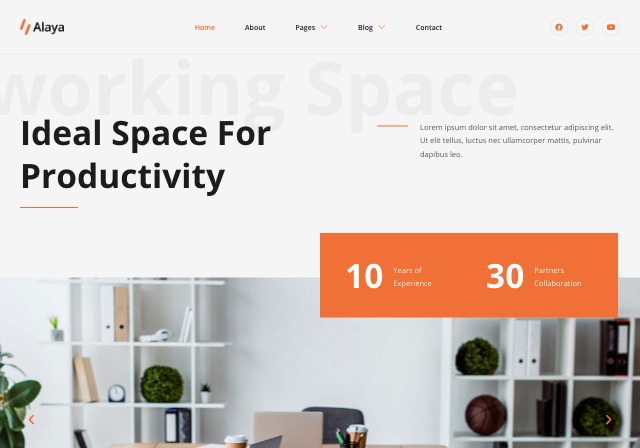 Alaya
Home
About
Pages
Blog
Contact
working Space
Ideal Space For
Productivity
Lorem ipsum dolor sit amet, consectetur adipiscing elit.
Ut elit tellus, luctus nec ullamcorper mattis, pulvinar
dapibus leo.
10
Years of
Experience
30
Partners
Collaboration